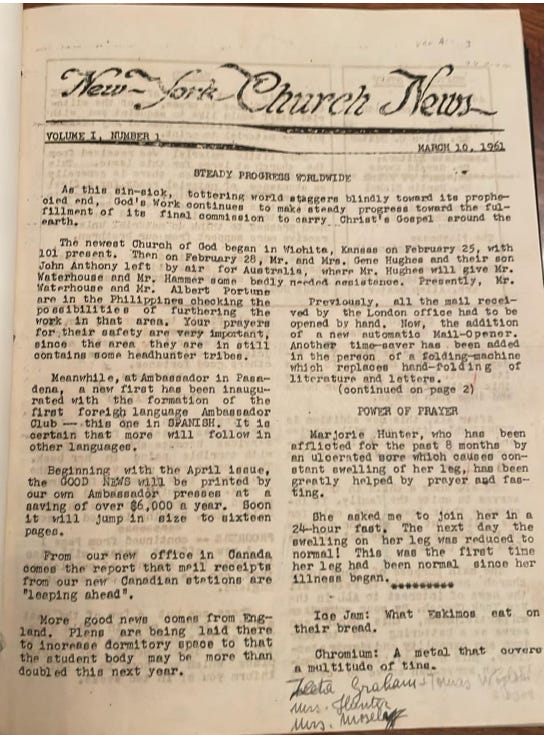 New-York Church News
VOLUME I, NUMBER 1
MARCH 10, 1961
STEADY PROGRESS WORLDWIDE
As this sin-sick, tottering world staggers blindly toward its prophe-
cied end, God's Work continues to make steady progress toward the ful-
fillment of its final commission to carry Christ's Gospel around the
earth.
The newest Church of God began in Wichita, Kansas on February 25, with
101 present. Then on February 28, Mr. and Mrs. Gene Hughes and their son
John Anthony left by air for Australia, where Mr. Hughes will give Mr.
Waterhouse and Mr. Hammer some badly needed assistance. Presently, Mr.
Waterhouse and Mr. Albert Portune
are in the Philippines checking the
possibilities of furthering the
work in that area. Your prayers
for their safety are very important,
since the area they are in still
contains some headhunter tribes.
Meanwhile, at Ambassador in Pasa-
dena, a new first has been inaugu-
rated with the formation of the
first foreigh language Ambassador
Club -- this one in SPANISH. It is
certain that more will follow in
other languages.
Beginning with the April issue,
the GOOD NEWS will be printed by
our own Ambassador presses at a
saving of over $6,000 a year. Soon
it will jump in size to sixteen
pages.
From our new office in Canada
comes the report that mail receipts
from our new Canadian stations are
"leaping ahead".
More good news comes from Eng-
land. Plans are being laid there
to increase dormitory space to that
the student body may be more than
doubled this next year.
Previously, all the mail recei-
ved by the London office had to be
opened by hand. Now, the addition
of a new automatic Mail-Opener.
Another time-saver has been added
in the person of a folding-machine
which replaces hand-folding of
literature and letters.
(continued on page 2)
POWER OF PRAYER
Marjorie Hunter, who has been
afflicted for the past 8 months by
an ulcerated sore which causes con-
stant swelling of her leg, has been
greatly helped by prayer and fas-
ting.
She asked me to join her in a
24-hour fast. The next day the
swelling on her leg was reduced to
normal! This was the first time
her leg had been normal since her
illness began.
*********
Ice Jam: What Eskimos eat on
their bread.
Chromium: A metal that covers
a multitude of tins.
Graham
Mrs. Hunter
Mrs.